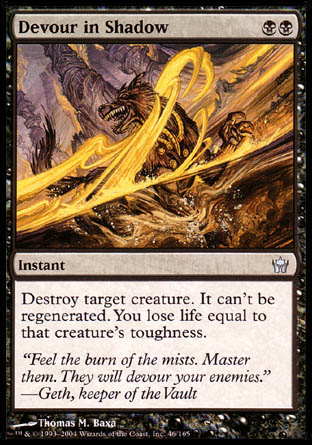 Devour in Shadow
Instant
Destroy target creature. It can't be
regenerated. You lose life equal to
that creature's toughness.
"Feel the burn of the mists. Master
them. They will devour your enemies."
—Geth, keeper of the Vault
Thomas M. Baxa
™ & © 1993–2004 Wizards of the Coast, Inc. 46/165